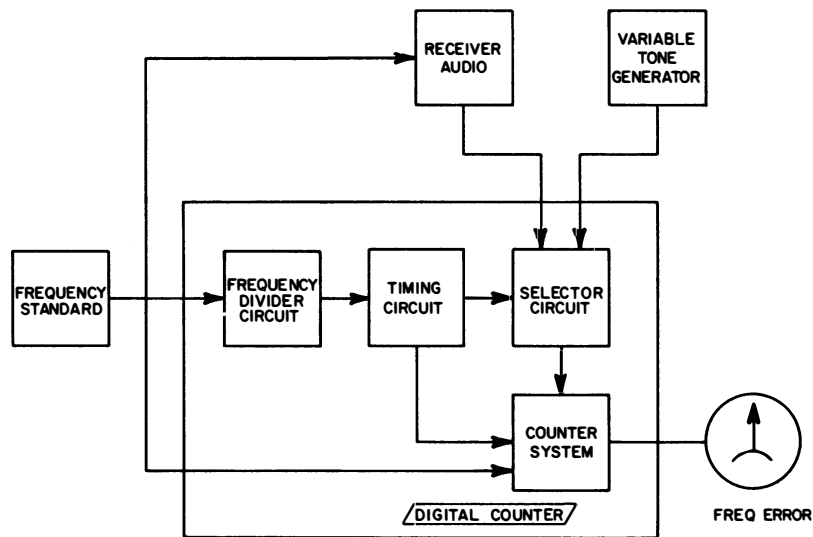 RECEIVER
AUDIO
VARIABLE
TONE
GENERATOR
FREQUENCY
STANDARD
FREQUENCY
DIVIDER
CIRCUIT
TIMING
CIRCUIT
SELECTOR
CIRCUIT
COUNTER
SYSTEM
DIGITAL COUNTER
FREQ ERROR